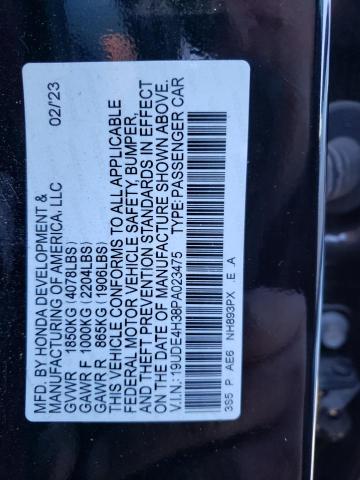 MFD. BY HONDA DEVELOPMENT &
MANUFACTURING OF AMERICA, LLC 02/'23
GVWR 1850KG (4078LBS)
GAWR F 1000KG (2204LBS)
GAWR R 865KG (1906LBS)
THIS VEHICLE CONFORMS TO ALL APPLICABLE
FEDERAL MOTOR VEHICLE SAFETY, BUMPER,
AND THEFT PREVENTION STANDARDS IN EFFECT
ON THE DATE OF MANUFACTURE SHOWN ABOVE.
V.I.N.: 19UDE4H38PA023475 TYPE: PASSENGER CAR
3S5 P AE6 NH893PX .E .A